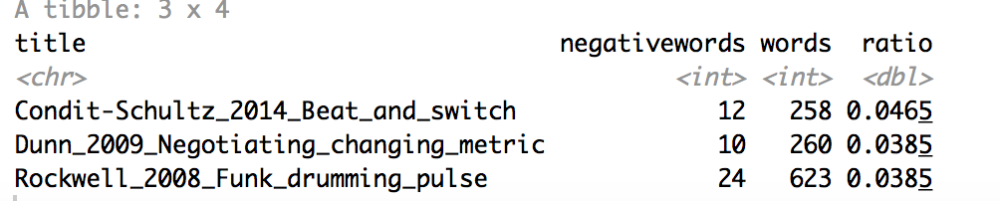 A tibble: 3 x 4
title negativewords words ratio
<chr> <int> <int> <dbl>
Condit-Schultz_2014_Beat_and_switch 12 258 0.0465
Dunn_2009_Negotiating_changing_metric 10 260 0.0385
Rockwell_2008_Funk_drumming_pulse 24 623 0.0385